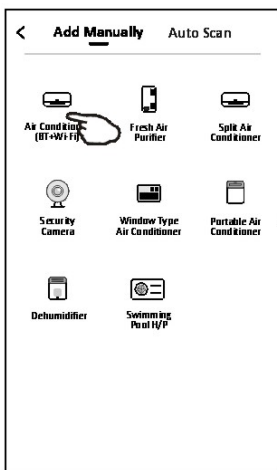 Add Manually Auto Scan
Air Condition
(BT+Wi-Fi)
Fresh Air
Purifier
Split Air
Conditioner
Security
Camera
Window Type
Air Conditioner
Portable Air
Conditioner
Dehumidifier
Swimming
Pool H/P